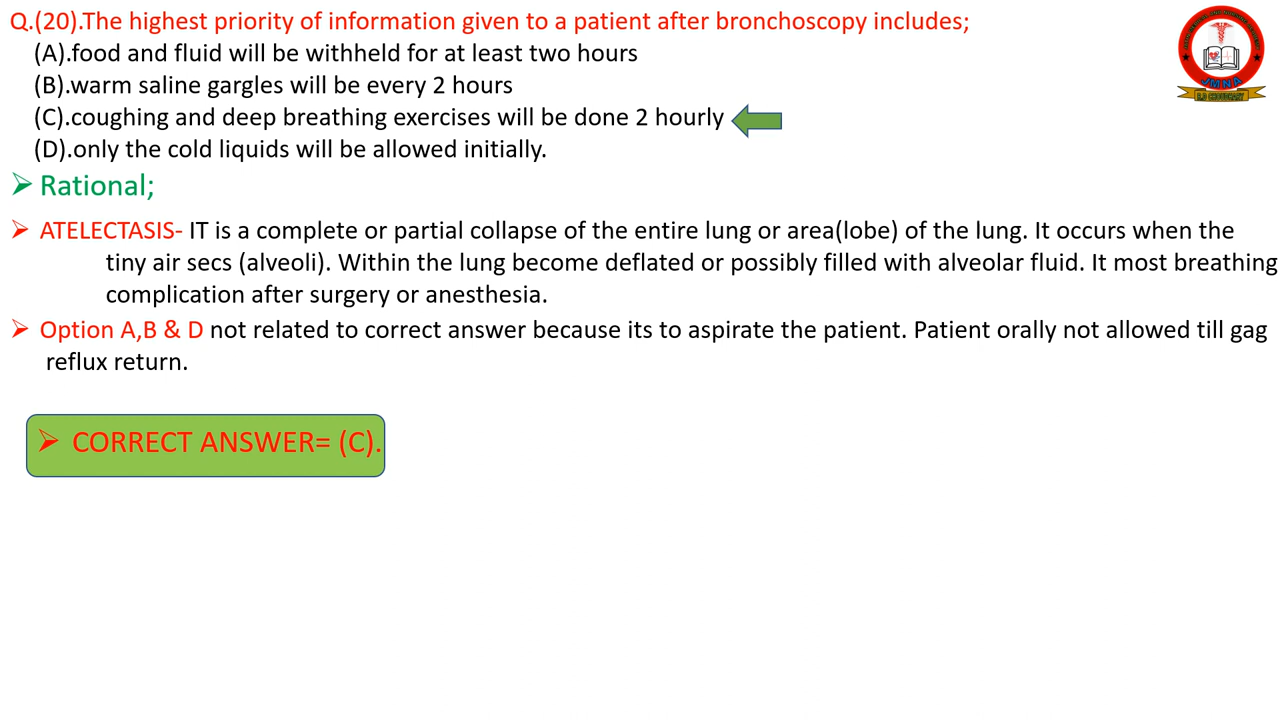 Q.(20).The highest priority of information given to a patient after bronchoscopy includes;
(A).food and fluid will be withheld for at least two hours
(B).warm saline gargles will be every 2 hours
(C).coughing and deep breathing exercises will be done 2 hourly
(D).only the cold liquids will be allowed initially.
Rational;
ATELECTASIS- IT is a complete or partial collapse of the entire lung or area(lobe) of the lung. It occurs when the
tiny air secs (alveoli). Within the lung become deflated or possibly filled with alveolar fluid. It most breathing
complication after surgery or anesthesia.
Option A,B & D not related to correct answer because its to aspirate the patient. Patient orally not allowed till gag
reflux return.
CORRECT ANSWER= (C).
JMNA